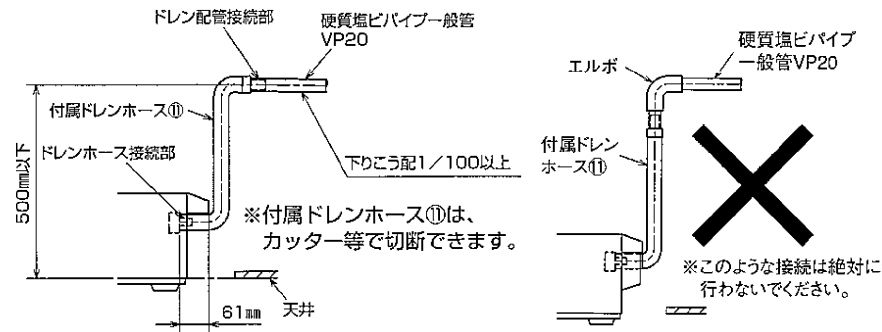 ドレン配管接続部
硬質塩ビパイプ一般管
VP20
付属ドレンホース⑪
ドレンホース接続部
500mm以下
下りこう配1/100以上
※付属ドレンホース⑪は、
カッター等で切断できます。
61mm
天井
エルボ
硬質塩ビパイプ
一般管VP20
付属ドレン
ホース⑪
※このような接続は絶対に
行わないでください。